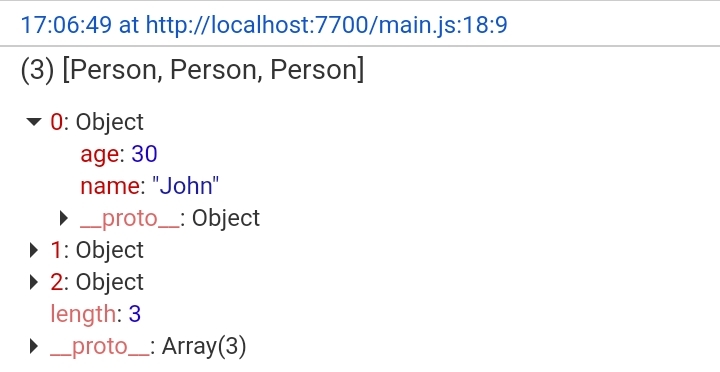 17:06:49 at http://localhost:7700/main.js:18:9
(3) [Person, Person, Person]
0: Object
age: 30
name: "John"
__proto__: Object
1: Object
2: Object
length: 3
__proto__: Array(3)